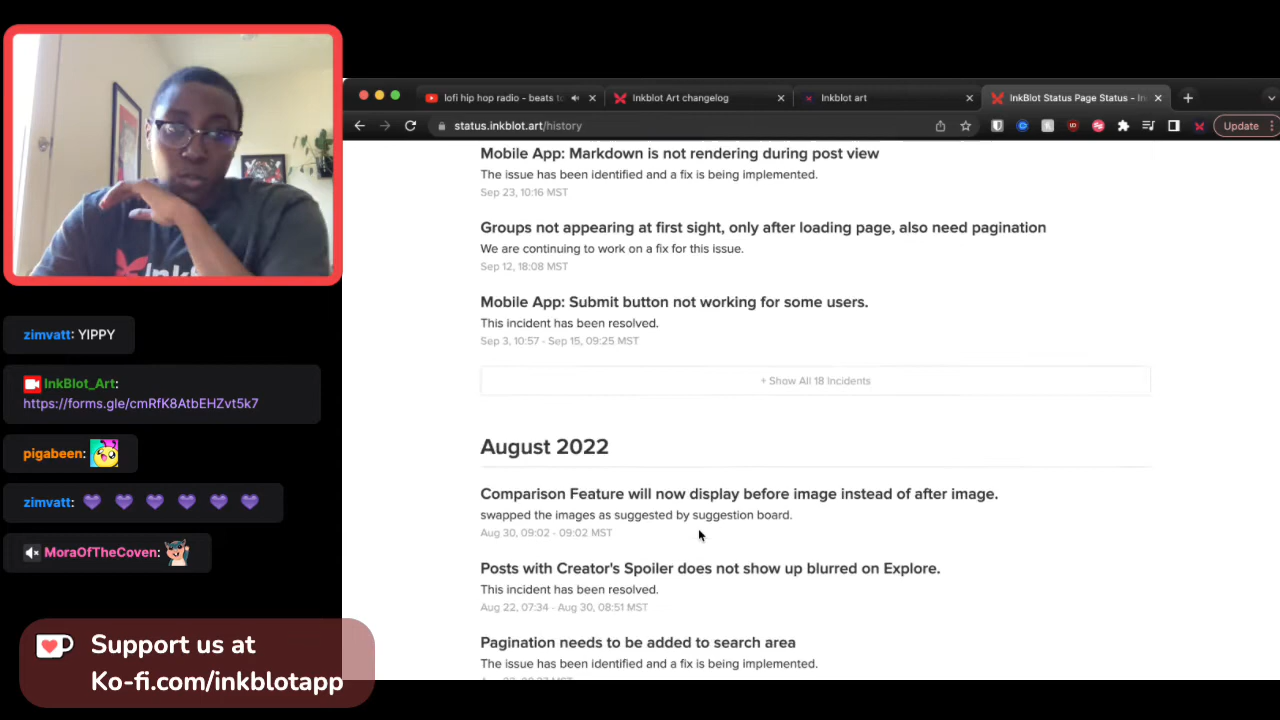 lofi hip hop radio - beats to
Inkblot Art changelog
Inkblot art
InkBlot Status Page Status - In
status.inkblot.art/history
Update
Mobile App: Markdown is not rendering during post view
The issue has been identified and a fix is being implemented.
Sep 23, 10:16 MST
Groups not appearing at first sight, only after loading page, also need pagination
We are continuing to work on a fix for this issue.
Sep 12, 18:08 MST
Mobile App: Submit button not working for some users.
This incident has been resolved.
Sep 3, 10:57 - Sep 15, 09:25 MST
+ Show All 18 Incidents
August 2022
Comparison Feature will now display before image instead of after image.
swapped the images as suggested by suggestion board.
Aug 30, 09:02 - 09:02 MST
Posts with Creator's Spoiler does not show up blurred on Explore.
This incident has been resolved.
Aug 22, 07:34 - Aug 30, 08:51 MST
Pagination needs to be added to search area
The issue has been identified and a fix is being implemented.
zimvatt: YIPPY
InkBlot_Art:
https://forms.gle/cmRfK8AtbEHZvt5k7
pigabeen:
zimvatt: 💜 💜 💜 💜 💜 💜
MoraOfTheCoven:
Support us at
Ko-fi.com/inkblotapp